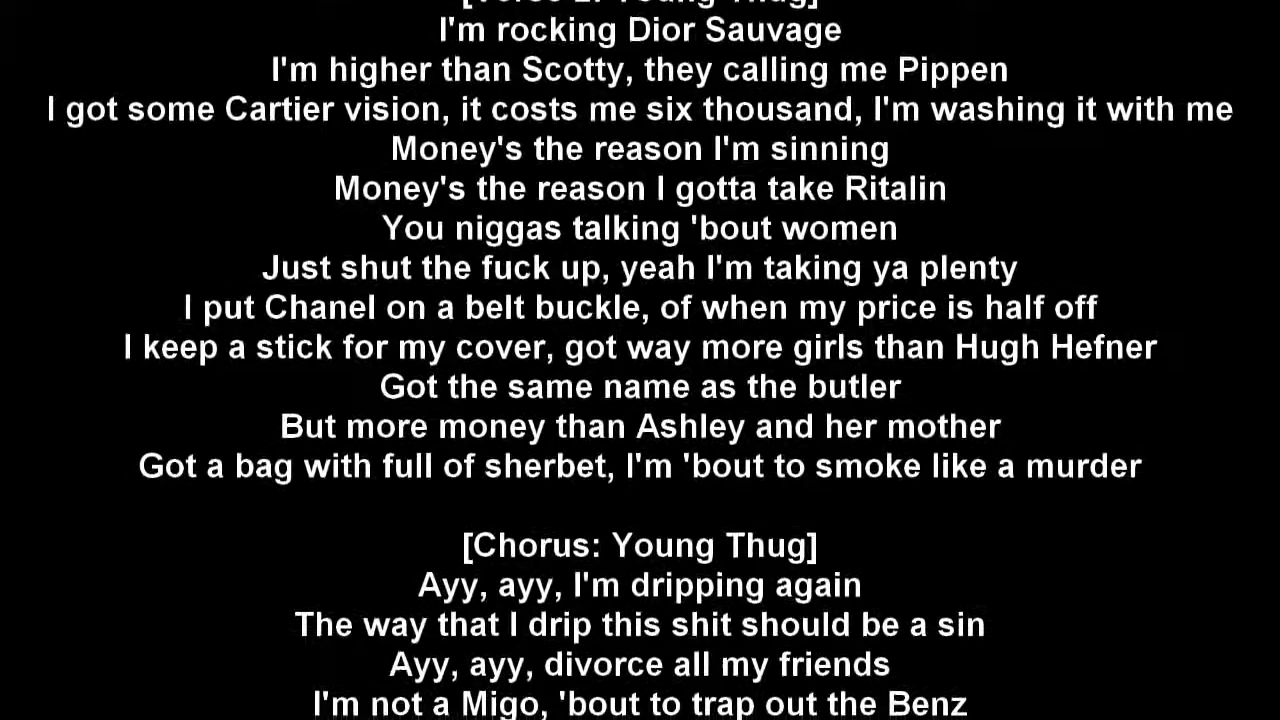 [Verse 2: Young Thug]
I'm rocking Dior Sauvage
I'm higher than Scotty, they calling me Pippen
I got some Cartier vision, it costs me six thousand, I'm washing it with me
Money's the reason I'm sinning
Money's the reason I gotta take Ritalin
You niggas talking 'bout women
Just shut the fuck up, yeah I'm taking ya plenty
I put Chanel on a belt buckle, of when my price is half off
I keep a stick for my cover, got way more girls than Hugh Hefner
Got the same name as the butler
But more money than Ashley and her mother
Got a bag with full of sherbet, I'm 'bout to smoke like a murder
[Chorus: Young Thug]
Ayy, ayy, I'm dripping again
The way that I drip this shit should be a sin
Ayy, ayy, divorce all my friends
I'm not a Migo, 'bout to trap out the Benz